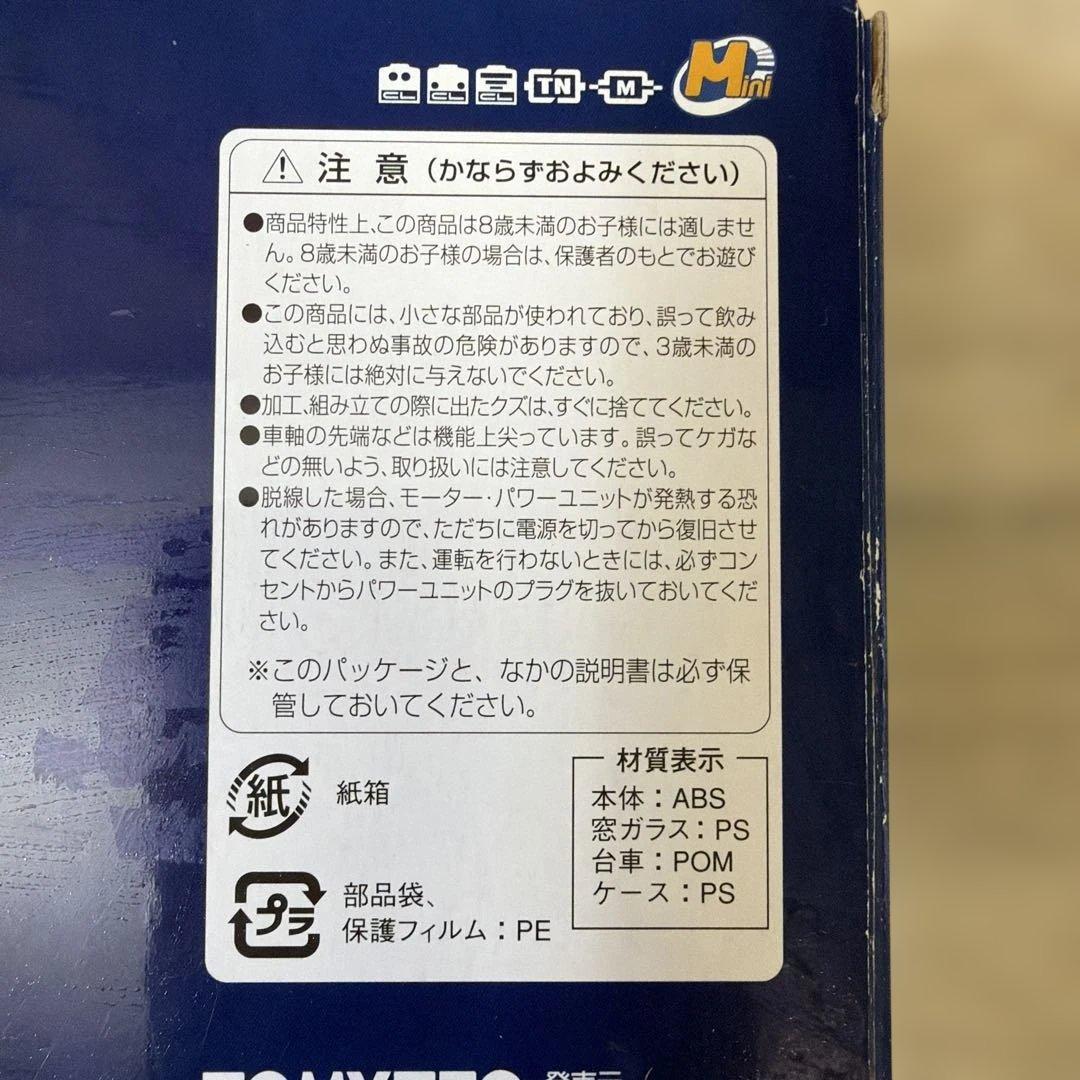 CL CL CL TN M Mini
注意（かならずおよみください）
●商品特性上、この商品は8歳未満のお子様には適しませ
ん。8歳未満のお子様の場合は、保護者のもとでお遊び
ください。
●この商品には、小さな部品が使われており、誤って飲み
込むと思わぬ事故の危険がありますので、3歳未満の
お子様には絶対に与えないでください。
●加工、組み立ての際に出たクズは、すぐに捨ててください。
●車軸の先端などは機能上尖っています。誤ってケガな
どの無いよう、取り扱いには注意してください。
●脱線した場合、モーター・パワーユニットが発熱する恐
れがありますので、ただちに電源を切ってから復旧させ
てください。また、運転を行わないときには、必ずコン
セントからパワーユニットのプラグを抜いておいてくだ
さい。
※このパッケージと、なかの説明書は必ず保
管しておいてください。
紙 紙箱
プラ 部品袋、
保護フィルム：PE
材質表示
本体：ABS
窓ガラス：PS
台車：POM
ケース：PS